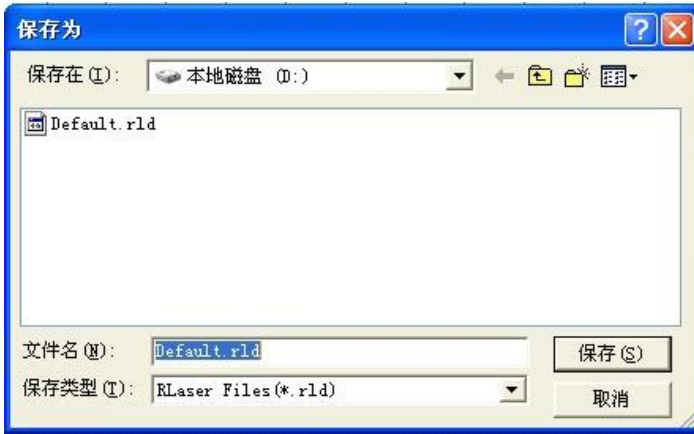 保存为
保存在(I): 本地磁盘 (D:)
Default.rld
文件名(N): Default.rld 保存(S)
保存类型(T): RLaser Files(*.rld) 取消